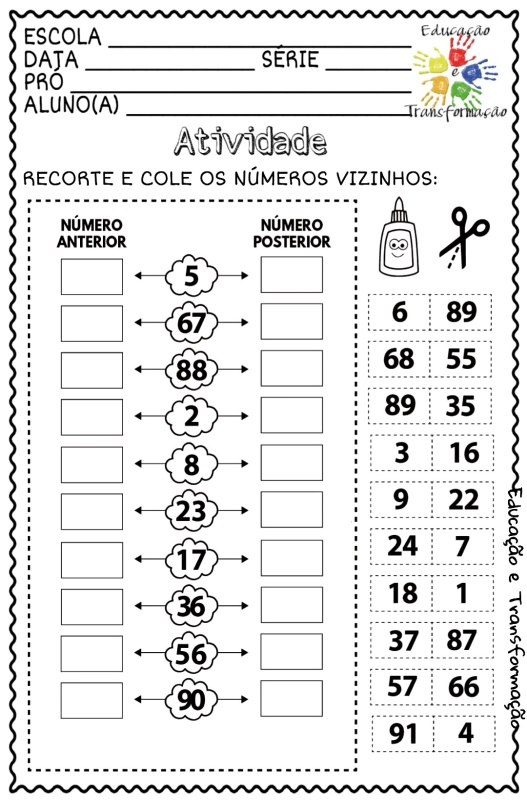 ESCOLA
DATA SÉRIE
PRÔ
ALUNO(A)
Educação
e
Transformação
Atividade
RECORTE E COLE OS NÚMEROS VIZINHOS:
NÚMERO ANTERIOR
NÚMERO POSTERIOR
5
67
88
2
8
23
17
36
56
90
6 89
68 55
89 35
3 16
9 22
24 7
18 1
37 87
57 66
91 4
Educação e Transformação